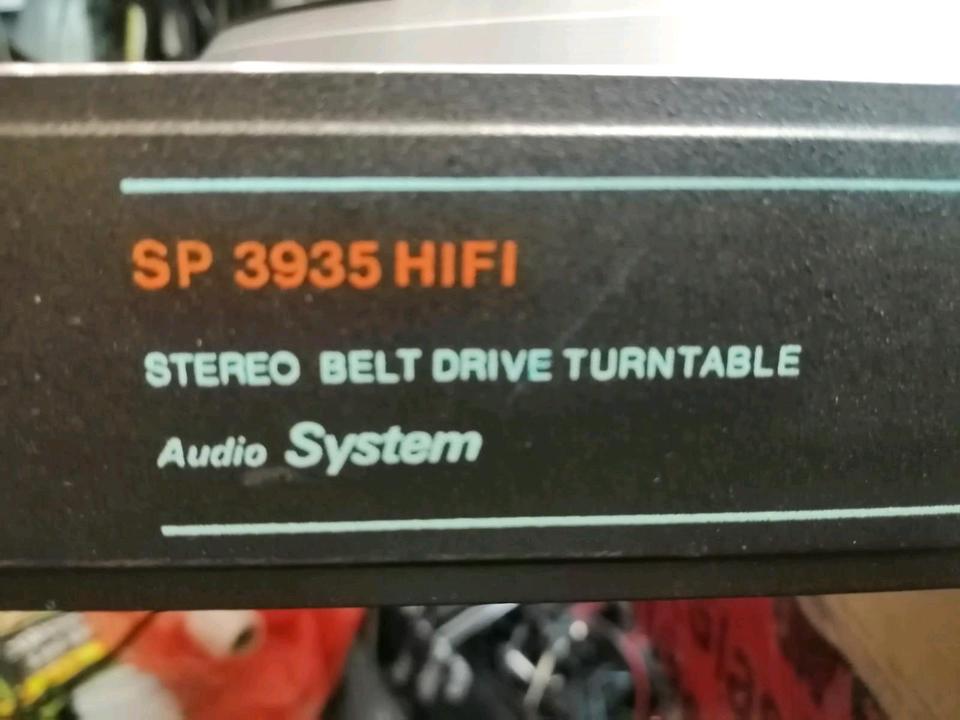 SP 3935 HIFI
STEREO BELT DRIVE TURNTABLE
Audio System